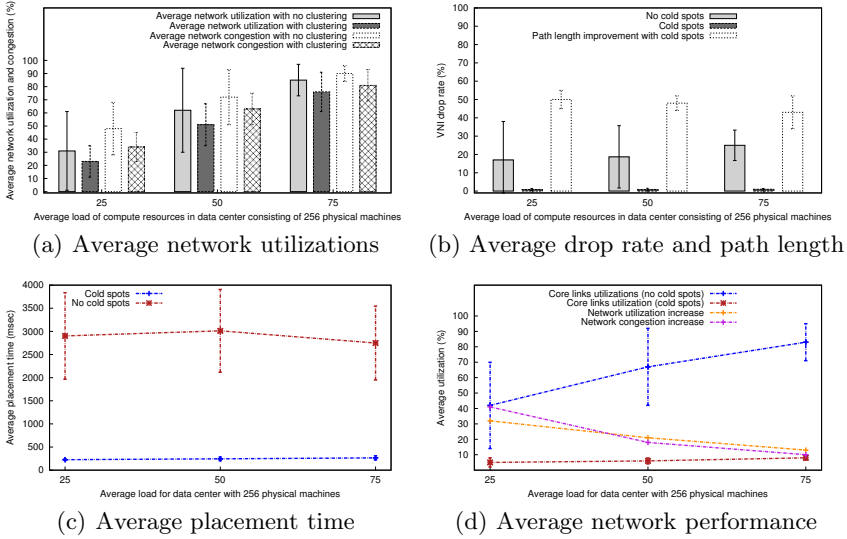 Average network utilization and congestion (%)
Average network utilization with no clustering
Average network utilization with clustering
Average network congestion with no clustering
Average network congestion with clustering
100
90
80
70
60
50
40
30
20
10
0
25 50 75
Average load of compute resources in data center consisting of 256 physical machines
(a) Average network utilizations
VNI drop rate (%)
No cold spots
Cold spots
Path length improvement with cold spots
100
90
80
70
60
50
40
30
20
10
0
25 50 75
Average load of compute resources in data center consisting of 256 physical machines
(b) Average drop rate and path length
Average placement time (msec)
Cold spots
No cold spots
4000
3500
3000
2500
2000
1500
1000
500
0
25 50 75
Average load for data center with 256 physical machines
(c) Average placement time
Average utilization (%)
Core links utilizations (no cold spots)
Core links utilization (cold spots)
Network utilization increase
Network congestion increase
100
90
80
70
60
50
40
30
20
10
25 50 75
Average load for data center with 256 physical machines
(d) Average network performance